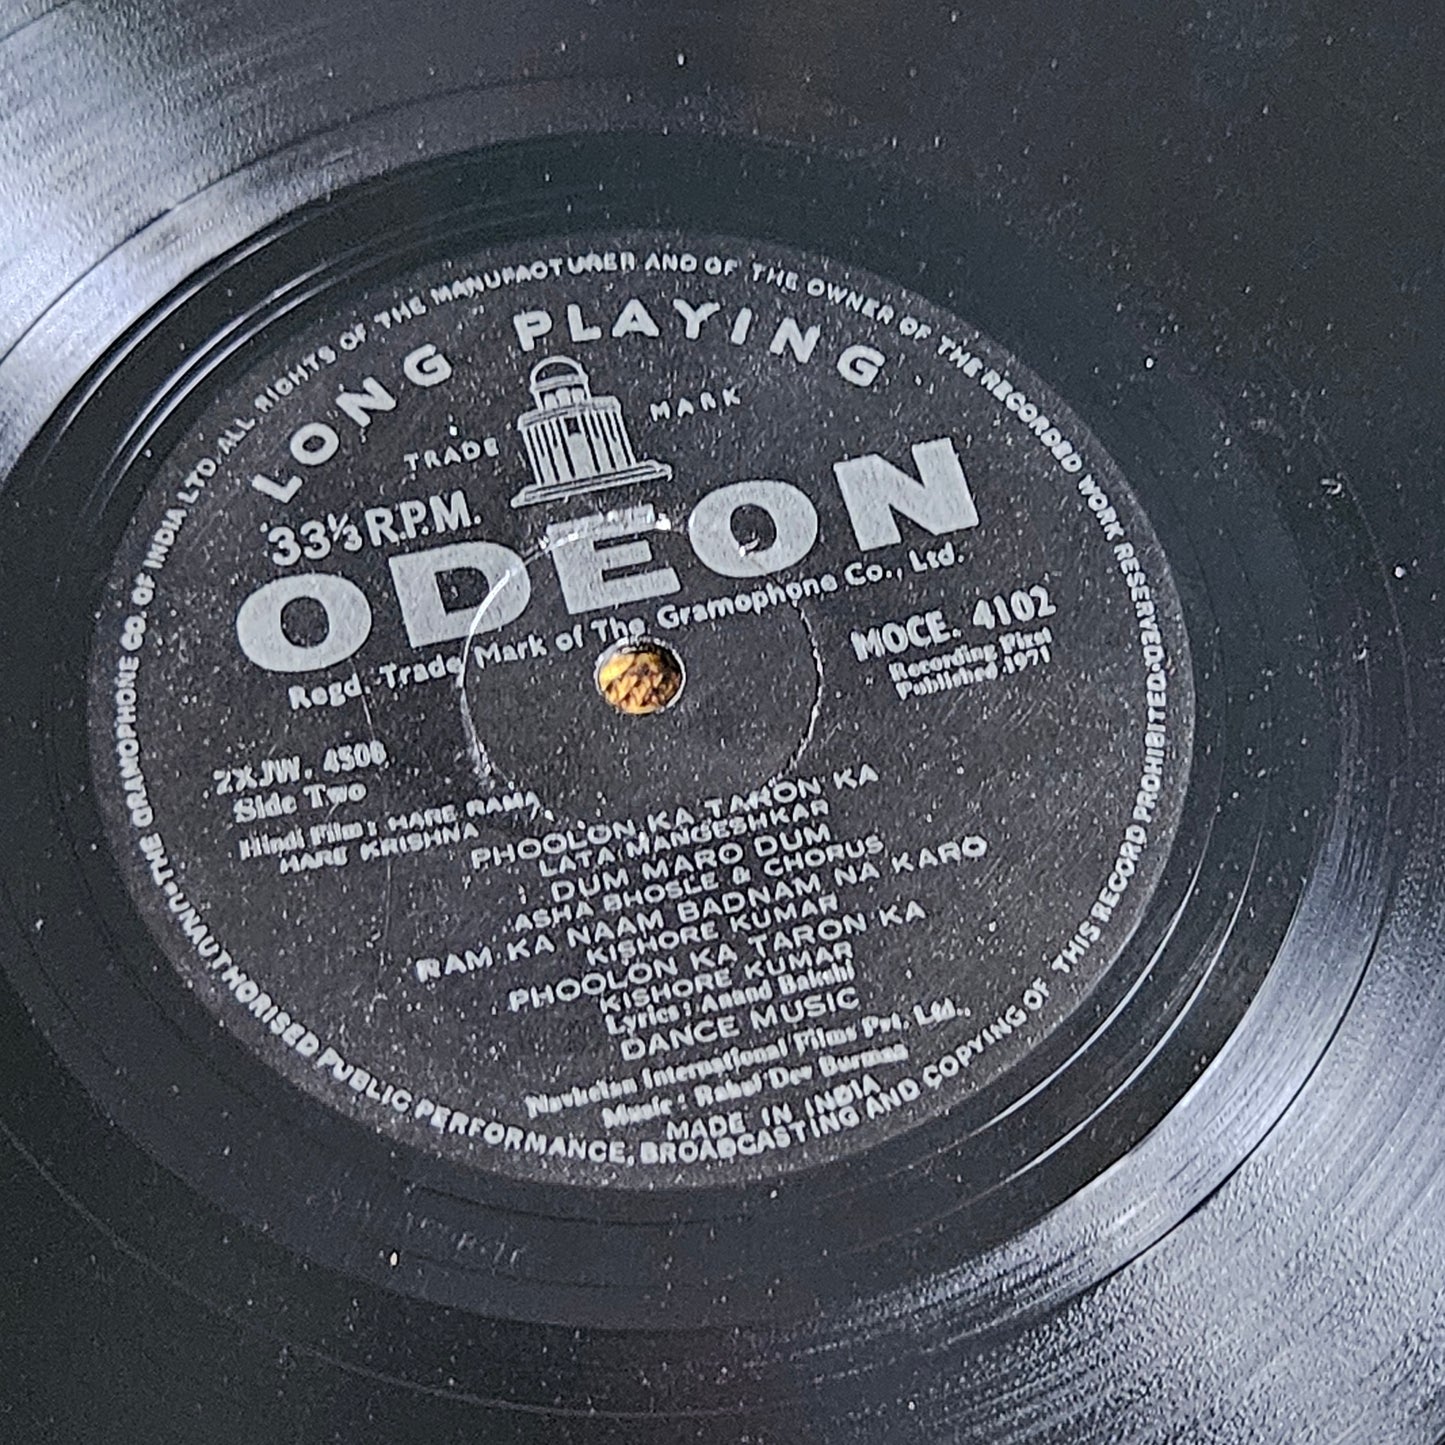 THE GRAMOPHONE CO. OF INDIA LTD. ALL RIGHTS OF THE MANUFACTURER AND OF THE OWNER OF THE RECORDED WORK RESERVED. UNAUTHORISED PUBLIC PERFORMANCE, BROADCASTING AND COPYING OF THIS RECORD PROHIBITED.
LONG PLAYING
TRADE MARK
33⅓ R.P.M.
ODEON
Regd. Trade Mark of The Gramophone Co., Ltd.
MOCE. 4102
Recording First
Published 1971
2XJW. 4506
Side Two
Hindi Film: HARE RAMA
HARE KRISHNA
PHOOLON KA TARON KA
LATA MANGESHKAR
DUM MARO DUM
ASHA BHOSLE & CHORUS
RAM KA NAAM BADNAM NA KARO
KISHORE KUMAR
PHOOLON KA TARON KA
KISHORE KUMAR
Lyrics: Anand Bakshi
DANCE MUSIC
Navketan International Films Pvt. Ltd.,
Music: Rahul Dev Burman
MADE IN INDIA